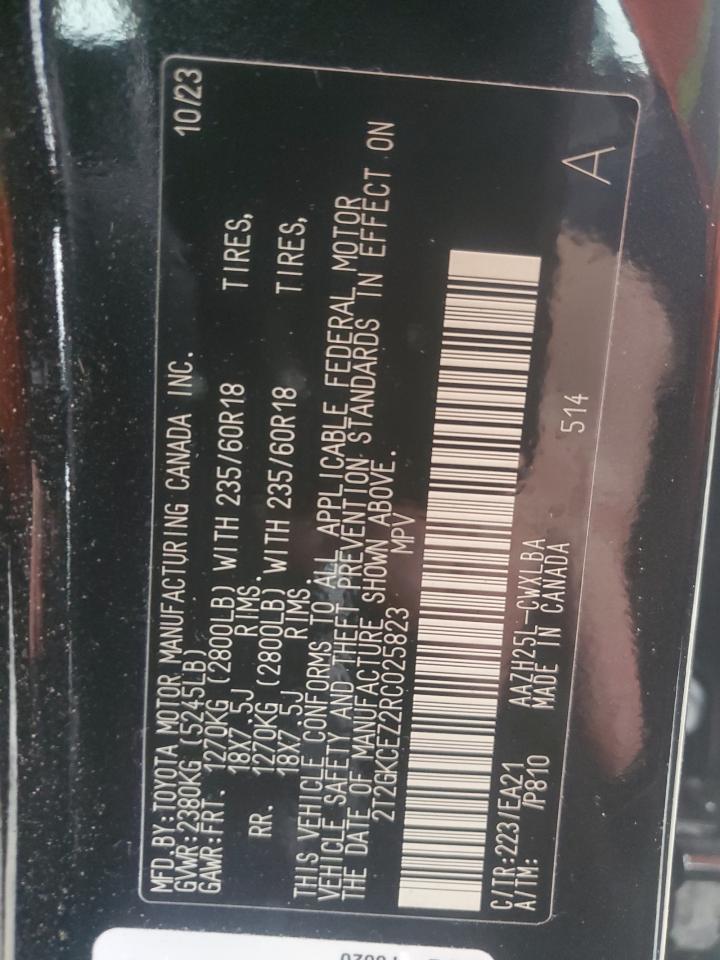 MFD.BY:TOYOTA MOTOR MANUFACTURING CANADA INC. 10/23
GVWR:2380KG (5245LB)
GAWR:FRT. 1270KG (2800LB) WITH 235/60R18 TIRES,
18X7.5J RIMS.
RR. 1270KG (2800LB) WITH 235/60R18 TIRES,
18X7.5J RIMS.
THIS VEHICLE CONFORMS TO ALL APPLICABLE FEDERAL MOTOR
VEHICLE SAFETY AND THEFT PREVENTION STANDARDS IN EFFECT ON
THE DATE OF MANUFACTURE SHOWN ABOVE.
2T2GKCEZ2RC025823 MPV
C/TR:223/EA21 AAZH25L-CWXLBA
A/TM: /P810 MADE IN CANADA
514
A